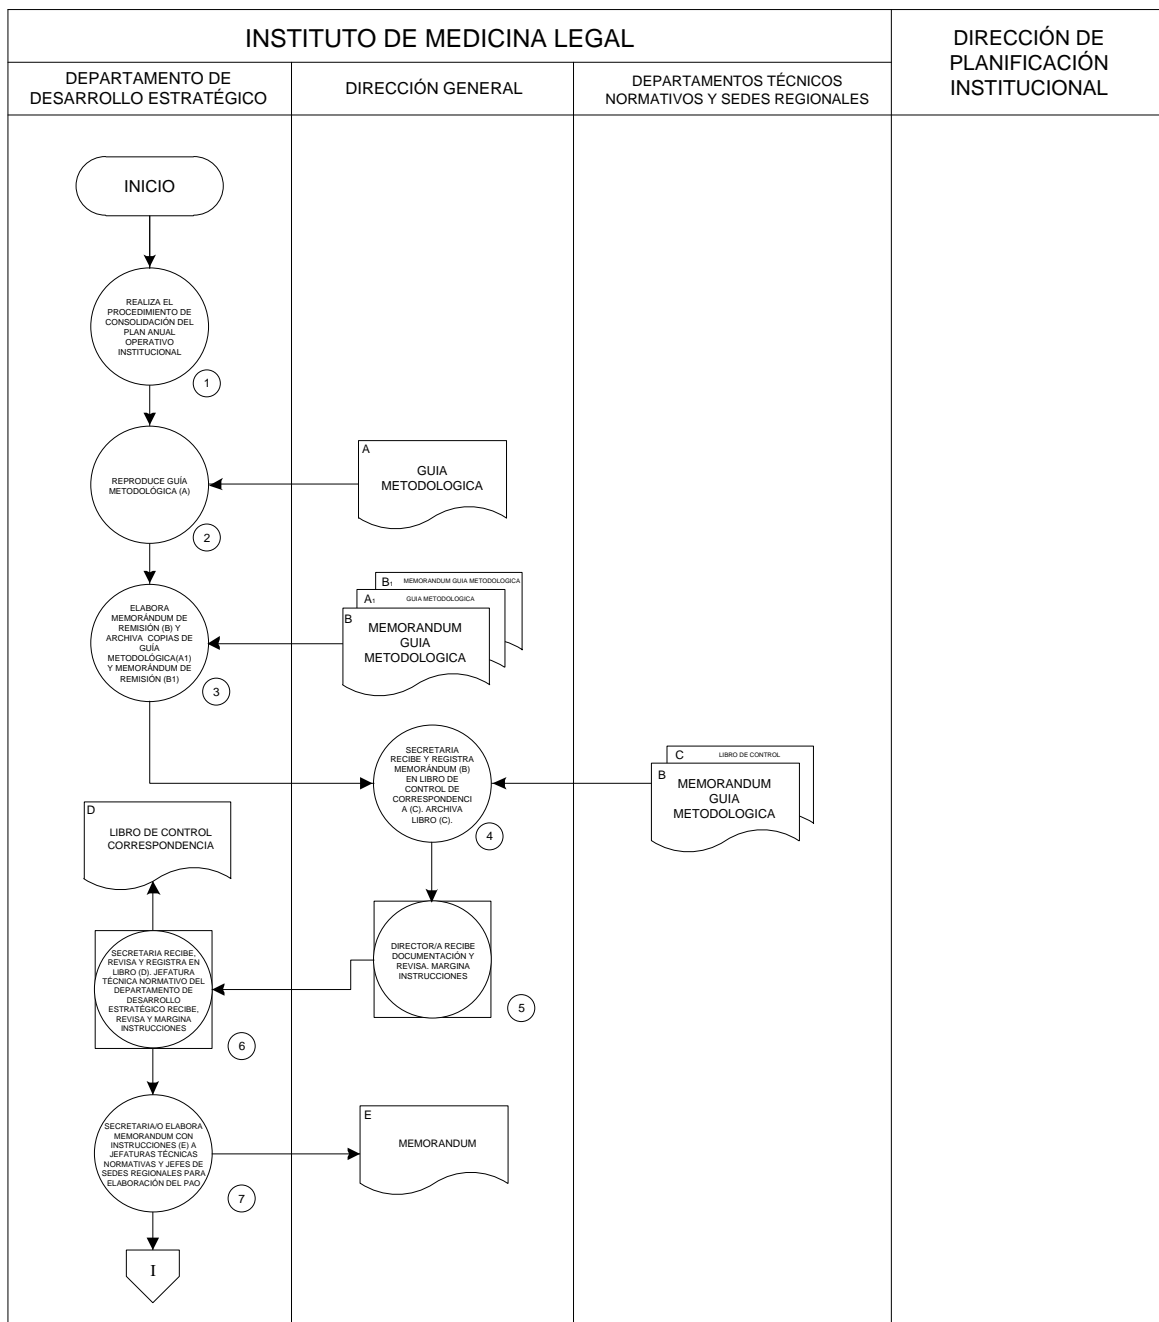 INSTITUTO DE MEDICINA LEGAL
DIRECCIÓN DE
PLANIFICACIÓN
INSTITUCIONAL
DEPARTAMENTO DE
DESARROLLO ESTRATÉGICO
DIRECCIÓN GENERAL
DEPARTAMENTOS TÉCNICOS
NORMATIVOS Y SEDES REGIONALES
INICIO
REALIZA EL
PROCEDIMIENTO DE
CONSOLIDACIÓN DEL
PLAN ANUAL
OPERATIVO
INSTITUCIONAL
1
REPRODUCE GUÍA
METODOLÓGICA (A)
2
A
GUIA
METODOLOGICA
ELABORA
MEMORÁNDUM DE
REMISIÓN (B) Y
ARCHIVA COPIAS DE
GUÍA
METODOLÓGICA(A1)
Y MEMORÁNDUM DE
REMISIÓN (B1)
3
B1 MEMORANDUM GUIA METODOLOGICA
A1 GUIA METODOLOGICA
B
MEMORANDUM
GUIA
METODOLOGICA
SECRETARIA
RECIBE Y REGISTRA
MEMORÁNDUM (B)
EN LIBRO DE
CONTROL DE
CORRESPONDENCI
A (C). ARCHIVA
LIBRO (C).
4
C LIBRO DE CONTROL
B
MEMORANDUM
GUIA
METODOLOGICA
D
LIBRO DE CONTROL
CORRESPONDENCIA
DIRECTOR/A RECIBE
DOCUMENTACIÓN Y
REVISA. MARGINA
INSTRUCCIONES
5
SECRETARIA RECIBE,
REVISA Y REGISTRA EN
LIBRO (D). JEFATURA
TÉCNICA NORMATIVO DEL
DEPARTAMENTO DE
DESARROLLO
ESTRATÉGICO RECIBE,
REVISA Y MARGINA
INSTRUCCIONES
6
SECRETARIA/O ELABORA
MEMORANDUM CON
INSTRUCCIONES (E) A
JEFATURAS TÉCNICAS
NORMATIVAS Y JEFES DE
SEDES REGIONALES PARA
ELABORACIÓN DEL PAO
7
E
MEMORANDUM
I